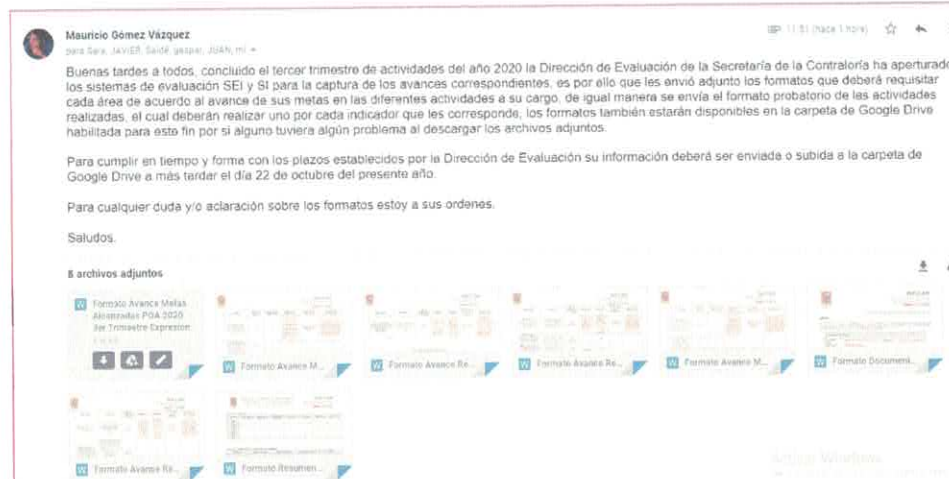 Mauricio Gómez Vázquez
11:51 (hace 1 hora)
para Sara, JAVIER, Saidé, gaspar, JUAN, mí
Buenas tardes a todos, concluido el tercer trimestre de actividades del año 2020 la Dirección de Evaluación de la Secretaría de la Contraloría ha aperturado
los sistemas de evaluación SEI y SI para la captura de los avances correspondientes, es por ello que les envió adjunto los formatos que deberá requisitar
cada área de acuerdo al avance de sus metas en las diferentes actividades a su cargo, de igual manera se envía el formato probatorio de las actividades
realizadas, el cual deberán realizar uno por cada indicador que les corresponde, los formatos también estarán disponibles en la carpeta de Google Drive
habilitada para este fin por si alguno tuviera algún problema al descargar los archivos adjuntos.
Para cumplir en tiempo y forma con los plazos establecidos por la Dirección de Evaluación su información deberá ser enviada o subida a la carpeta de
Google Drive a más tardar el día 22 de octubre del presente año.
Para cualquier duda y/o aclaración sobre los formatos estoy a sus ordenes.
Saludos.
8 archivos adjuntos
W Formato Avance Metas
Alcanzadas POA 2020
3er Trimestre Expresion
W Formato Avance M...
W Formato Avance Re...
W Formato Avance Re...
W Formato Avance M...
W Formato Document...
W Formato Avance Re...
W Formato Resumen...
Activar Windows